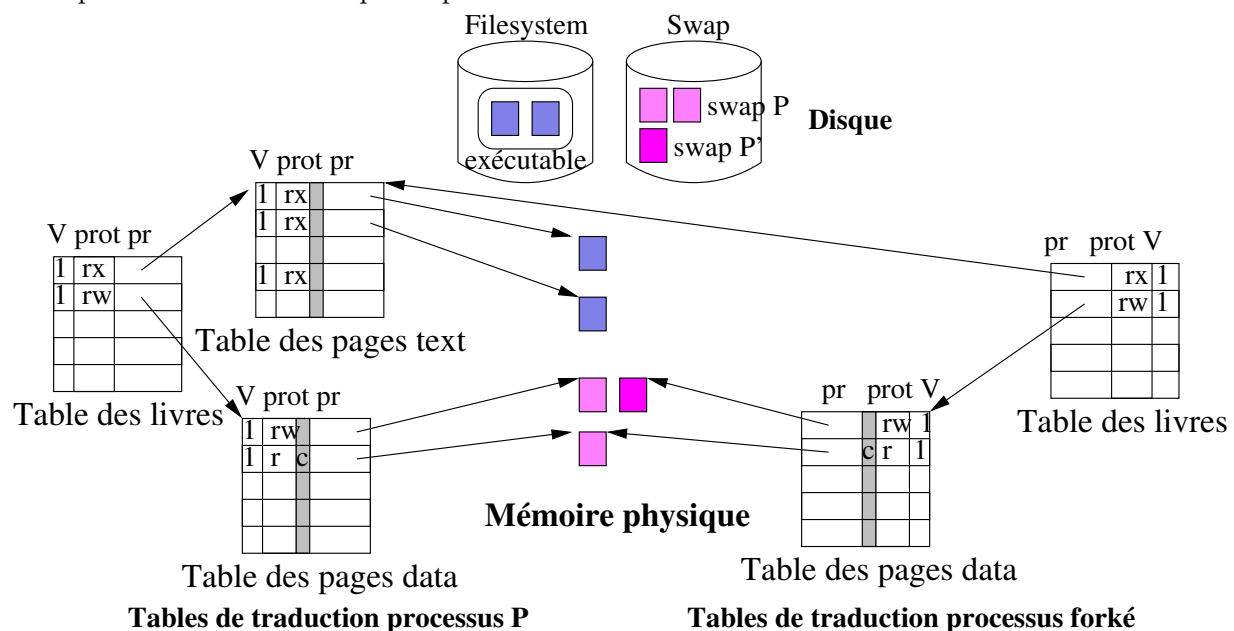 Filesystem Swap
swap P
swap P'
Disque
exécutable
V prot pr
1 rx
1 rx
1 rx
Table des pages text
V prot pr
1 rx
1 rw
Table des livres
pr prot V
rx 1
rw 1
Table des livres
V prot pr
1 rw
1 r c
Table des pages data
pr prot V
rw 1
c r 1
Table des pages data
Mémoire physique
Tables de traduction processus P
Tables de traduction processus forké